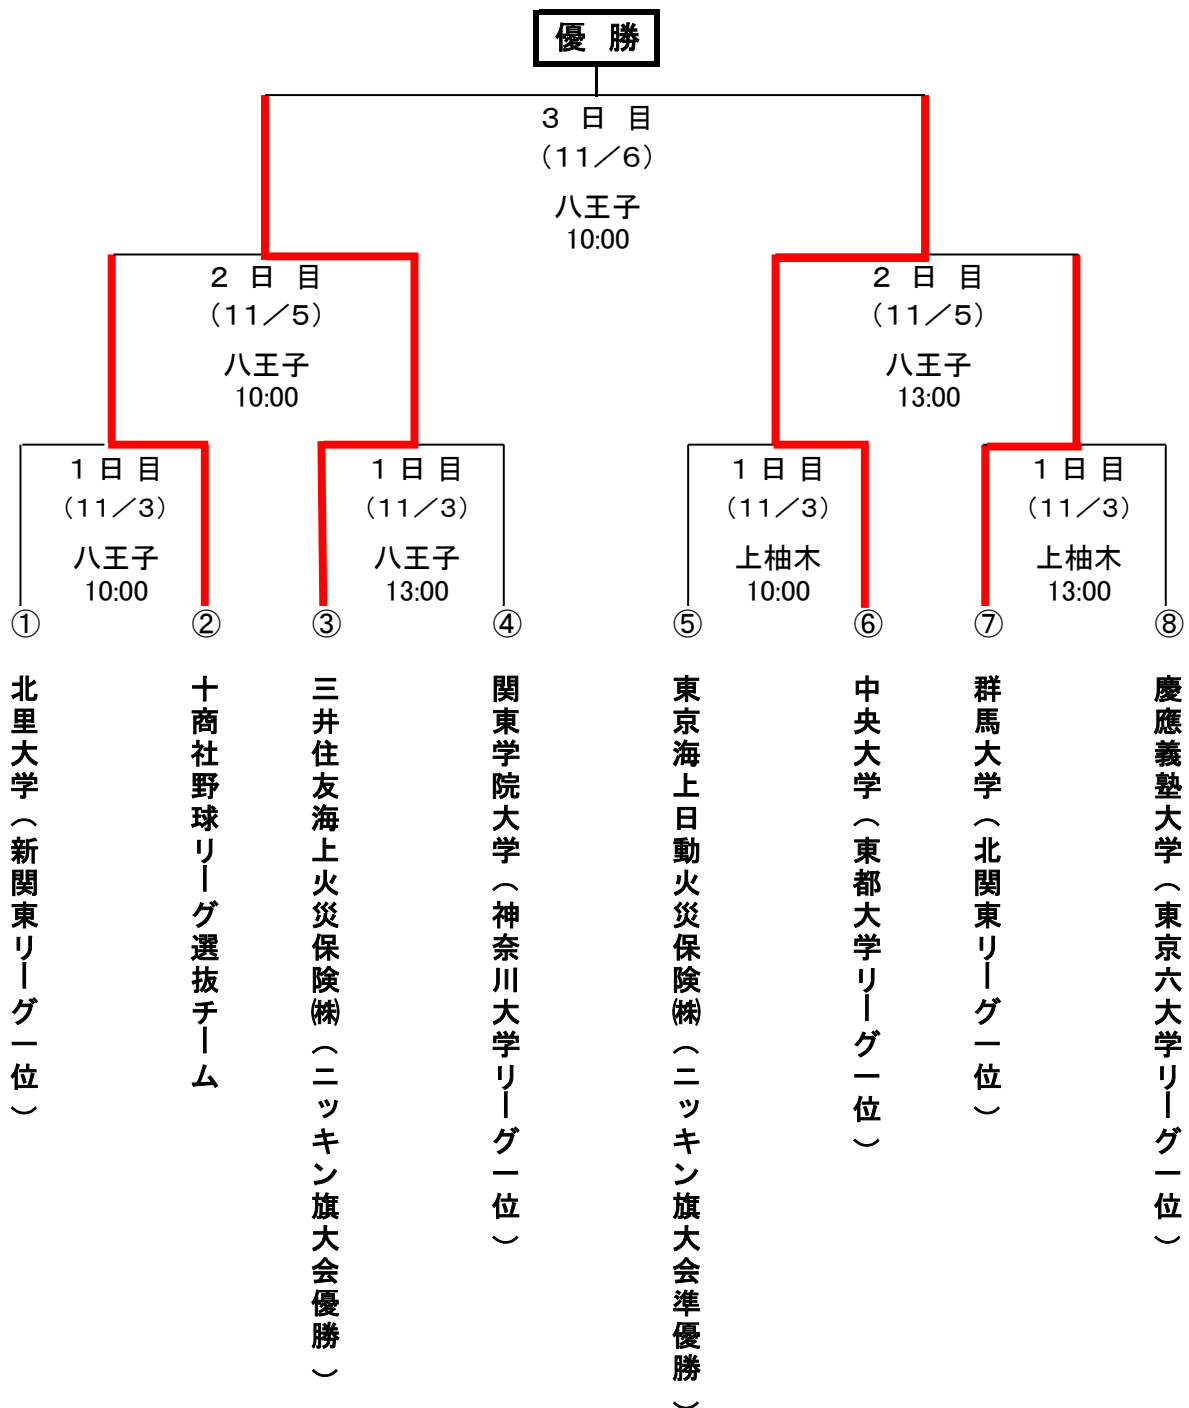 優 勝
3 日 目
(11/6)
八王子
10:00
2 日 目
(11/5)
八王子
10:00
2 日 目
(11/5)
八王子
13:00
1 日 目
(11/3)
八王子
10:00
1 日 目
(11/3)
八王子
13:00
1 日 目
(11/3)
上柚木
10:00
1 日 目
(11/3)
上柚木
13:00
①
②
③
④
⑤
⑥
⑦
⑧
北里大学(新関東リーグ一位)
十商社野球リーグ選抜チーム
三井住友海上火災保険㈱(ニッキン旗大会優勝)
関東学院大学(神奈川大学リーグ一位)
東京海上日動火災保険㈱(ニッキン旗大会準優勝)
中央大学(東都大学リーグ一位)
群馬大学(北関東リーグ一位)
慶應義塾大学(東京六大学リーグ一位)